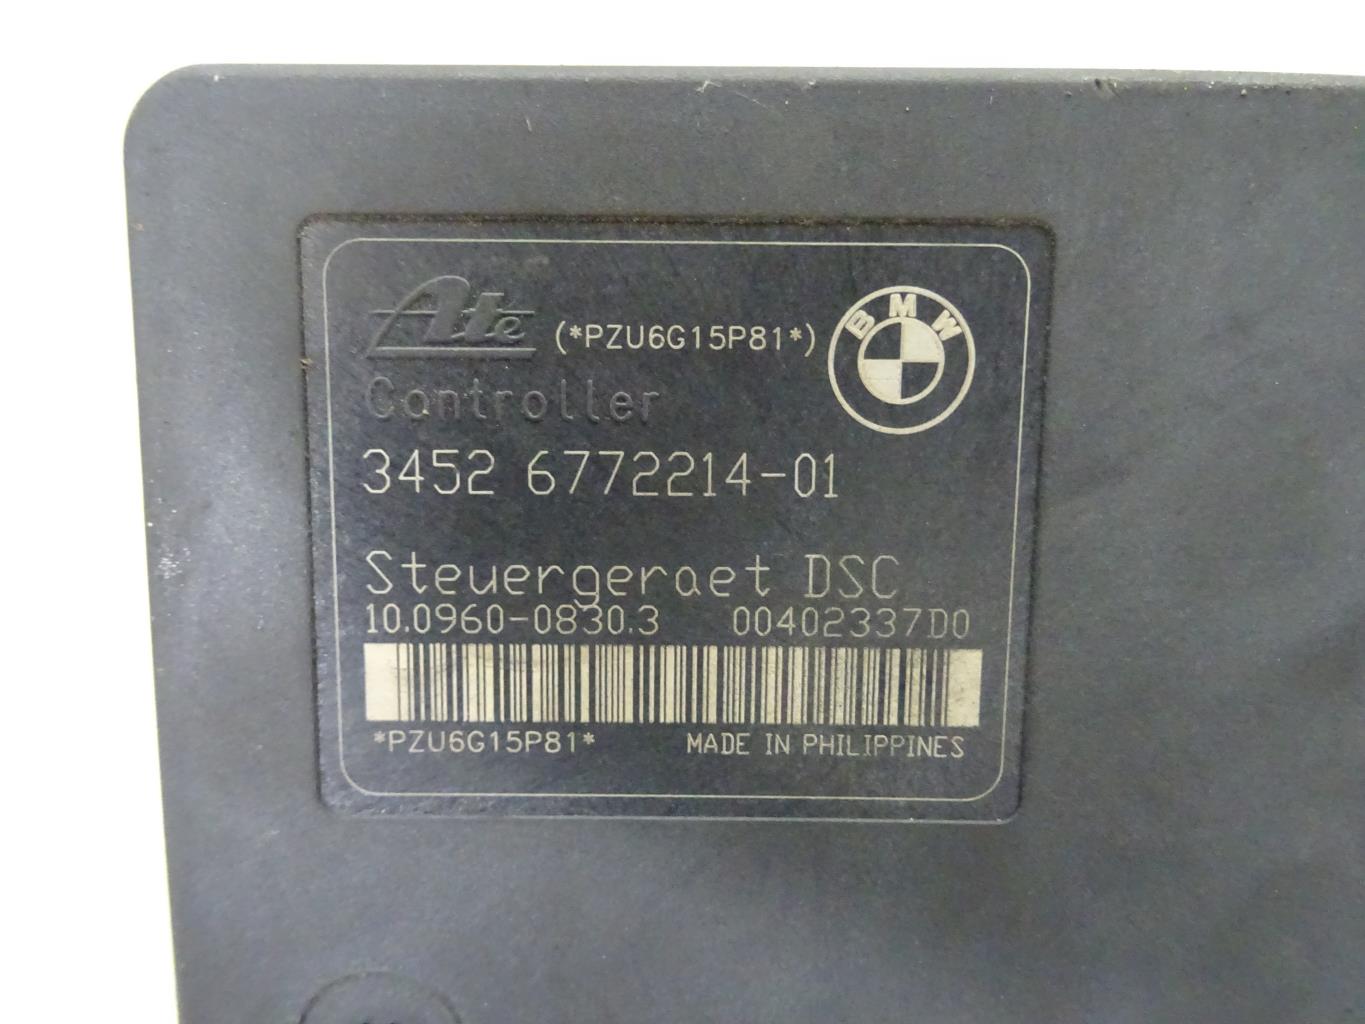 Ate (*PZU6G15P81*) BMW
Controller
3452 6772214-01
Steuergeraet DSC
10.0960-0830.3 00402337D0
*PZU6G15P81* MADE IN PHILIPPINES